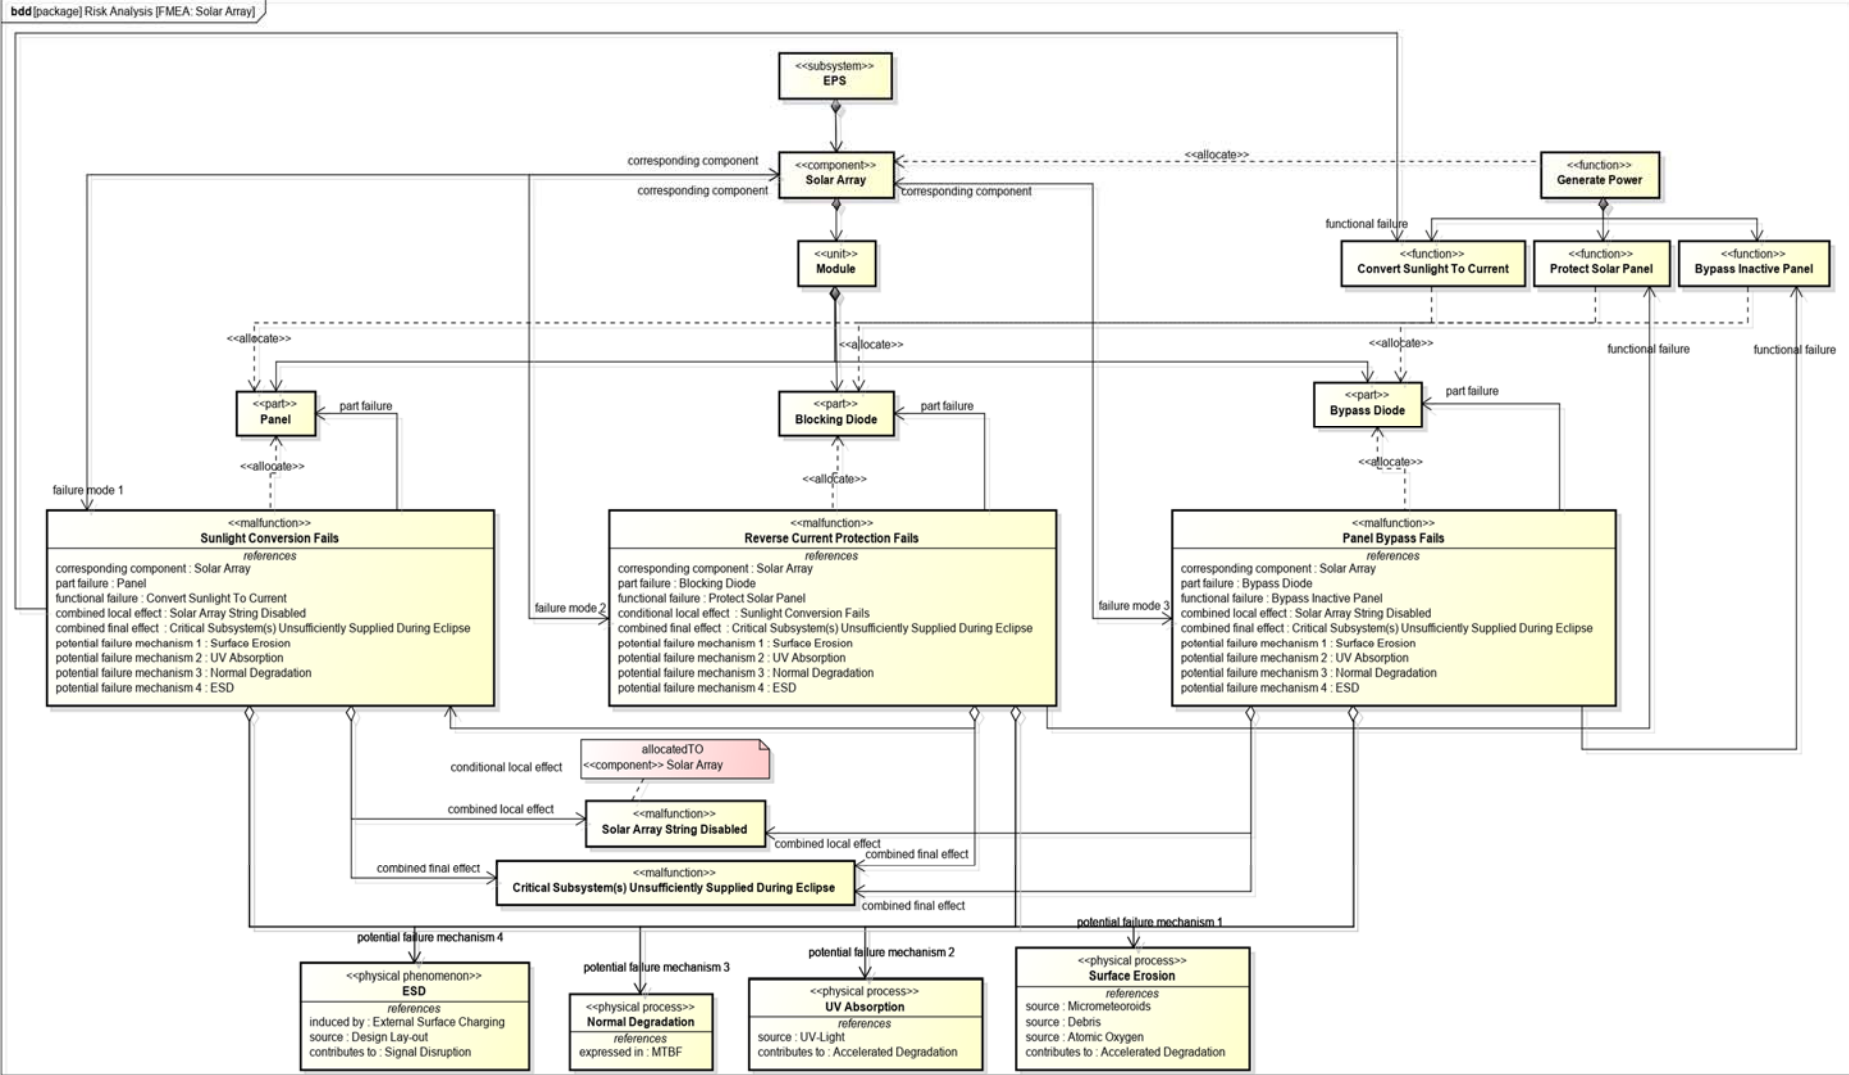 bdd [package] Risk Analysis [FMEA: Solar Array]
<<subsystem>>
EPS
corresponding component
<<component>>
Solar Array
corresponding component
corresponding component
<<allocate>>
<<function>>
Generate Power
functional failure
<<unit>>
Module
<<function>>
Convert Sunlight To Current
<<function>>
Protect Solar Panel
<<function>>
Bypass Inactive Panel
<<allocate>>
<<allocate>>
<<allocate>>
functional failure
functional failure
<<part>>
Panel
part failure
<<part>>
Blocking Diode
part failure
<<part>>
Bypass Diode
part failure
<<allocate>>
<<allocate>>
<<allocate>>
failure mode 1
<<malfunction>>
Sunlight Conversion Fails
references
corresponding component : Solar Array
part failure : Panel
functional failure : Convert Sunlight To Current
combined local effect : Solar Array String Disabled
combined final effect : Critical Subsystem(s) Unsufficiently Supplied During Eclipse
potential failure mechanism 1 : Surface Erosion
potential failure mechanism 2 : UV Absorption
potential failure mechanism 3 : Normal Degradation
potential failure mechanism 4 : ESD
failure mode 2
<<malfunction>>
Reverse Current Protection Fails
references
corresponding component : Solar Array
part failure : Blocking Diode
functional failure : Protect Solar Panel
conditional local effect : Sunlight Conversion Fails
combined final effect : Critical Subsystem(s) Unsufficiently Supplied During Eclipse
potential failure mechanism 1 : Surface Erosion
potential failure mechanism 2 : UV Absorption
potential failure mechanism 3 : Normal Degradation
potential failure mechanism 4 : ESD
failure mode 3
<<malfunction>>
Panel Bypass Fails
references
corresponding component : Solar Array
part failure : Bypass Diode
functional failure : Bypass Inactive Panel
combined local effect : Solar Array String Disabled
combined final effect : Critical Subsystem(s) Unsufficiently Supplied During Eclipse
potential failure mechanism 1 : Surface Erosion
potential failure mechanism 2 : UV Absorption
potential failure mechanism 3 : Normal Degradation
potential failure mechanism 4 : ESD
allocatedTO
<<component>> Solar Array
conditional local effect
combined local effect
<<malfunction>>
Solar Array String Disabled
combined local effect
combined final effect
combined final effect
<<malfunction>>
Critical Subsystem(s) Unsufficiently Supplied During Eclipse
combined final effect
potential failure mechanism 4
potential failure mechanism 3
potential failure mechanism 2
potential failure mechanism 1
<<physical phenomenon>>
ESD
references
induced by : External Surface Charging
source : Design Lay-out
contributes to : Signal Disruption
<<physical process>>
Normal Degradation
references
expressed in : MTBF
<<physical process>>
UV Absorption
references
source : UV-Light
contributes to : Accelerated Degradation
<<physical process>>
Surface Erosion
references
source : Micrometeoroids
source : Debris
source : Atomic Oxygen
contributes to : Accelerated Degradation